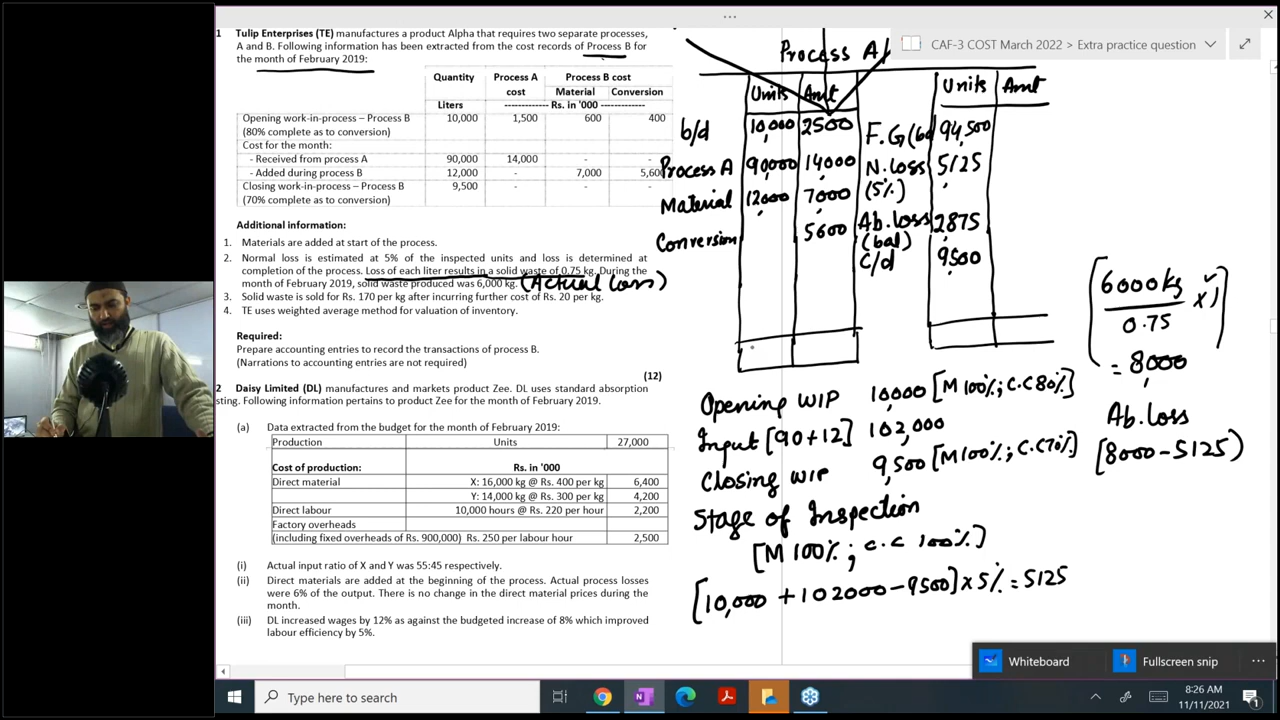 CAF-3 COST March 2022 > Extra practice question
1 Tulip Enterprises (TE) manufactures a product Alpha that requires two separate processes,
A and B. Following information has been extracted from the cost records of Process B for
the month of February 2019:
Quantity Process A Process B cost
cost Material Conversion
Liters ----------- Rs. in '000 -----------
Opening work-in-process – Process B 10,000 1,500 600 400
(80% complete as to conversion)
Cost for the month:
- Received from process A 90,000 14,000 - -
- Added during process B 12,000 - 7,000 5,600
Closing work-in-process – Process B 9,500 - - -
(70% complete as to conversion)
Additional information:
1. Materials are added at start of the process.
2. Normal loss is estimated at 5% of the inspected units and loss is determined at
completion of the process. Loss of each liter results in a solid waste of 0.75 kg. During the
month of February 2019, solid waste produced was 6,000 kg. (Actual Loss)
3. Solid waste is sold for Rs. 170 per kg after incurring further cost of Rs. 20 per kg.
4. TE uses weighted average method for valuation of inventory.
Required:
Prepare accounting entries to record the transactions of process B.
(Narrations to accounting entries are not required)
(12)
2 Daisy Limited (DL) manufactures and markets product Zee. DL uses standard absorption
sting. Following information pertains to product Zee for the month of February 2019.
(a) Data extracted from the budget for the month of February 2019:
Production Units 27,000
Cost of production: Rs. in '000
Direct material X: 16,000 kg @ Rs. 400 per kg 6,400
Y: 14,000 kg @ Rs. 300 per kg 4,200
Direct labour 10,000 hours @ Rs. 220 per hour 2,200
Factory overheads
(including fixed overheads of Rs. 900,000) Rs. 250 per labour hour 2,500
(i) Actual input ratio of X and Y was 55:45 respectively.
(ii) Direct materials are added at the beginning of the process. Actual process losses
were 6% of the output. There is no change in the direct material prices during the
month.
(iii) DL increased wages by 12% as against the budgeted increase of 8% which improved
labour efficiency by 5%.
Process A/
Units Amt Units Amt
b/d 10,000 2500 F.G (bal 94,500
Process A 90,000 14,000 N.loss 5125
(5%)
Material 12,000 7,000
Conversion 5600 Ab.loss 2875
(bal)
c/d 9,500
6000kg
0.75 x 1
= 8,000
Ab.loss
[8000-5125)
Opening WIP 10,000 [M 100%; C.C 80%]
Input [90+12] 102,000
Closing WIP 9,500 [M 100%; C.C 70%]
Stage of Inspection
[M 100%; C.C 100%]
[10,000 + 102000 - 9500] x 5% = 5125
Whiteboard
Fullscreen snip
Type here to search
8:26 AM
11/11/2021